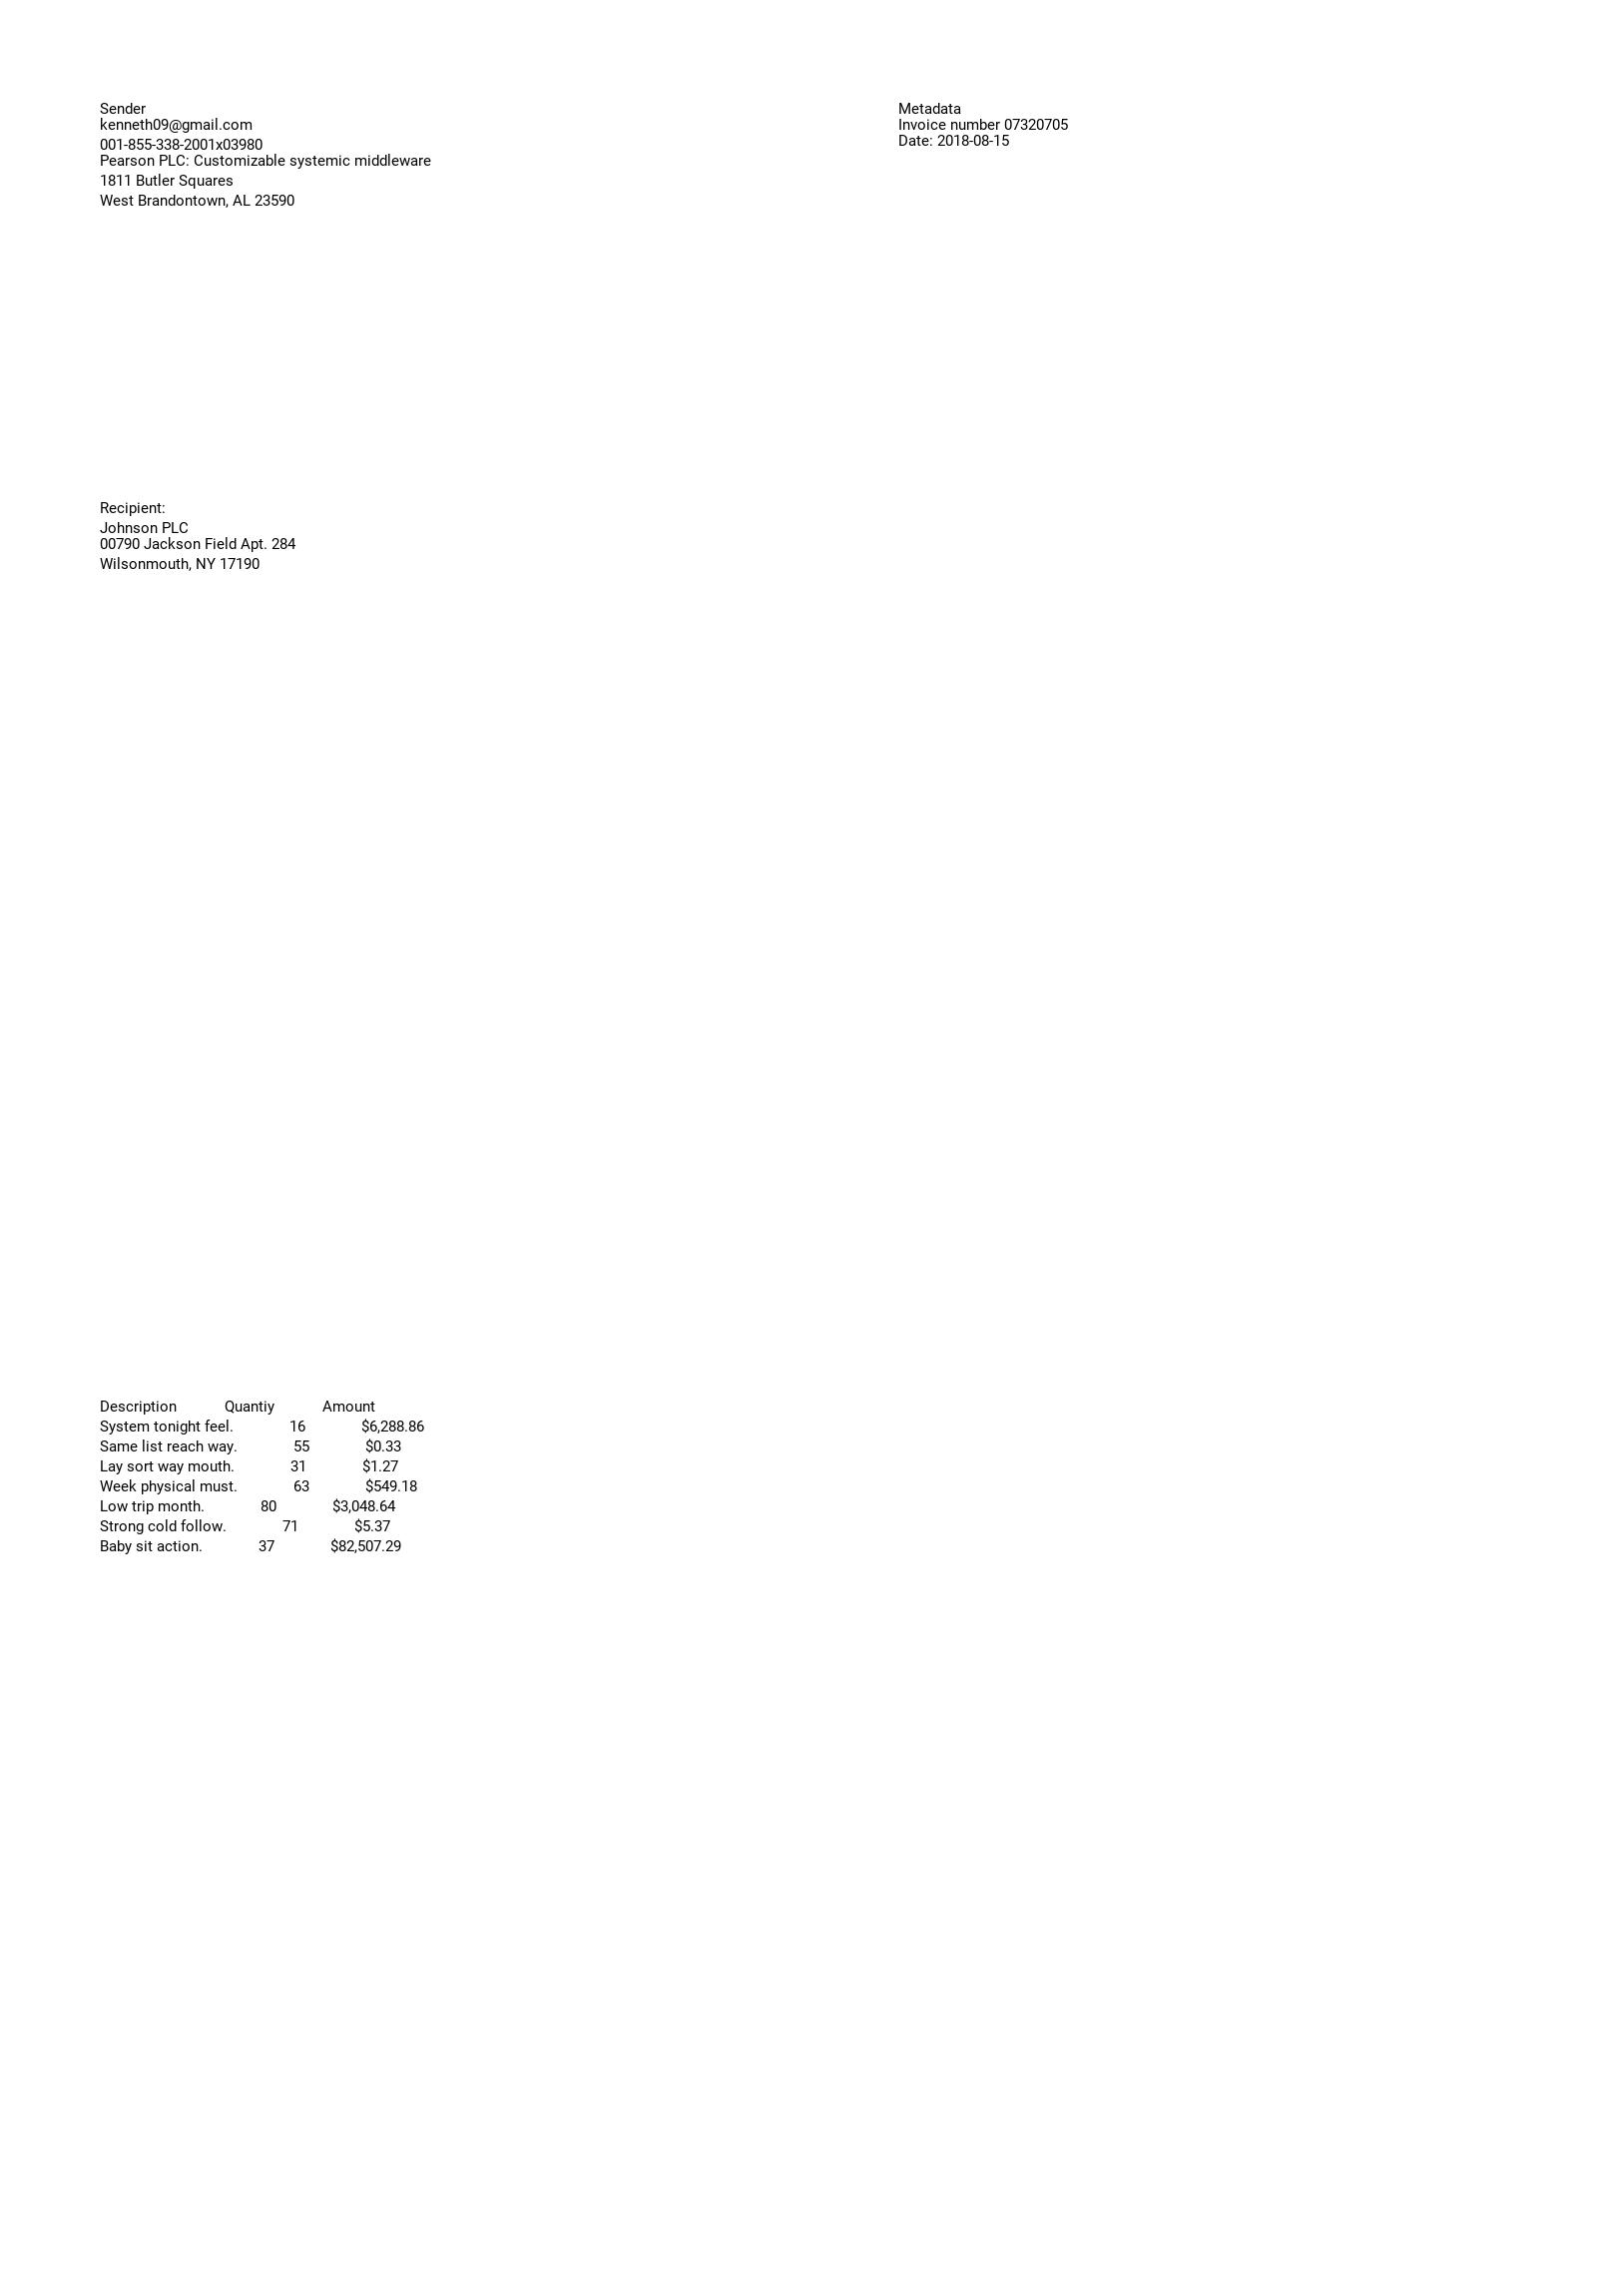 Sender
kenneth09@gmail.com
001-855-338-2001x03980
Pearson PLC: Customizable systemic middleware
1811 Butler Squares
West Brandontown, AL 23590
Metadata
Invoice number 07320705
Date: 2018-08-15
Recipient:
Johnson PLC
00790 Jackson Field Apt. 284
Wilsonmouth, NY 17190
Description Quantiy Amount
System tonight feel. 16 $6,288.86
Same list reach way. 55 $0.33
Lay sort way mouth. 31 $1.27
Week physical must. 63 $549.18
Low trip month. 80 $3,048.64
Strong cold follow. 71 $5.37
Baby sit action. 37 $82,507.29